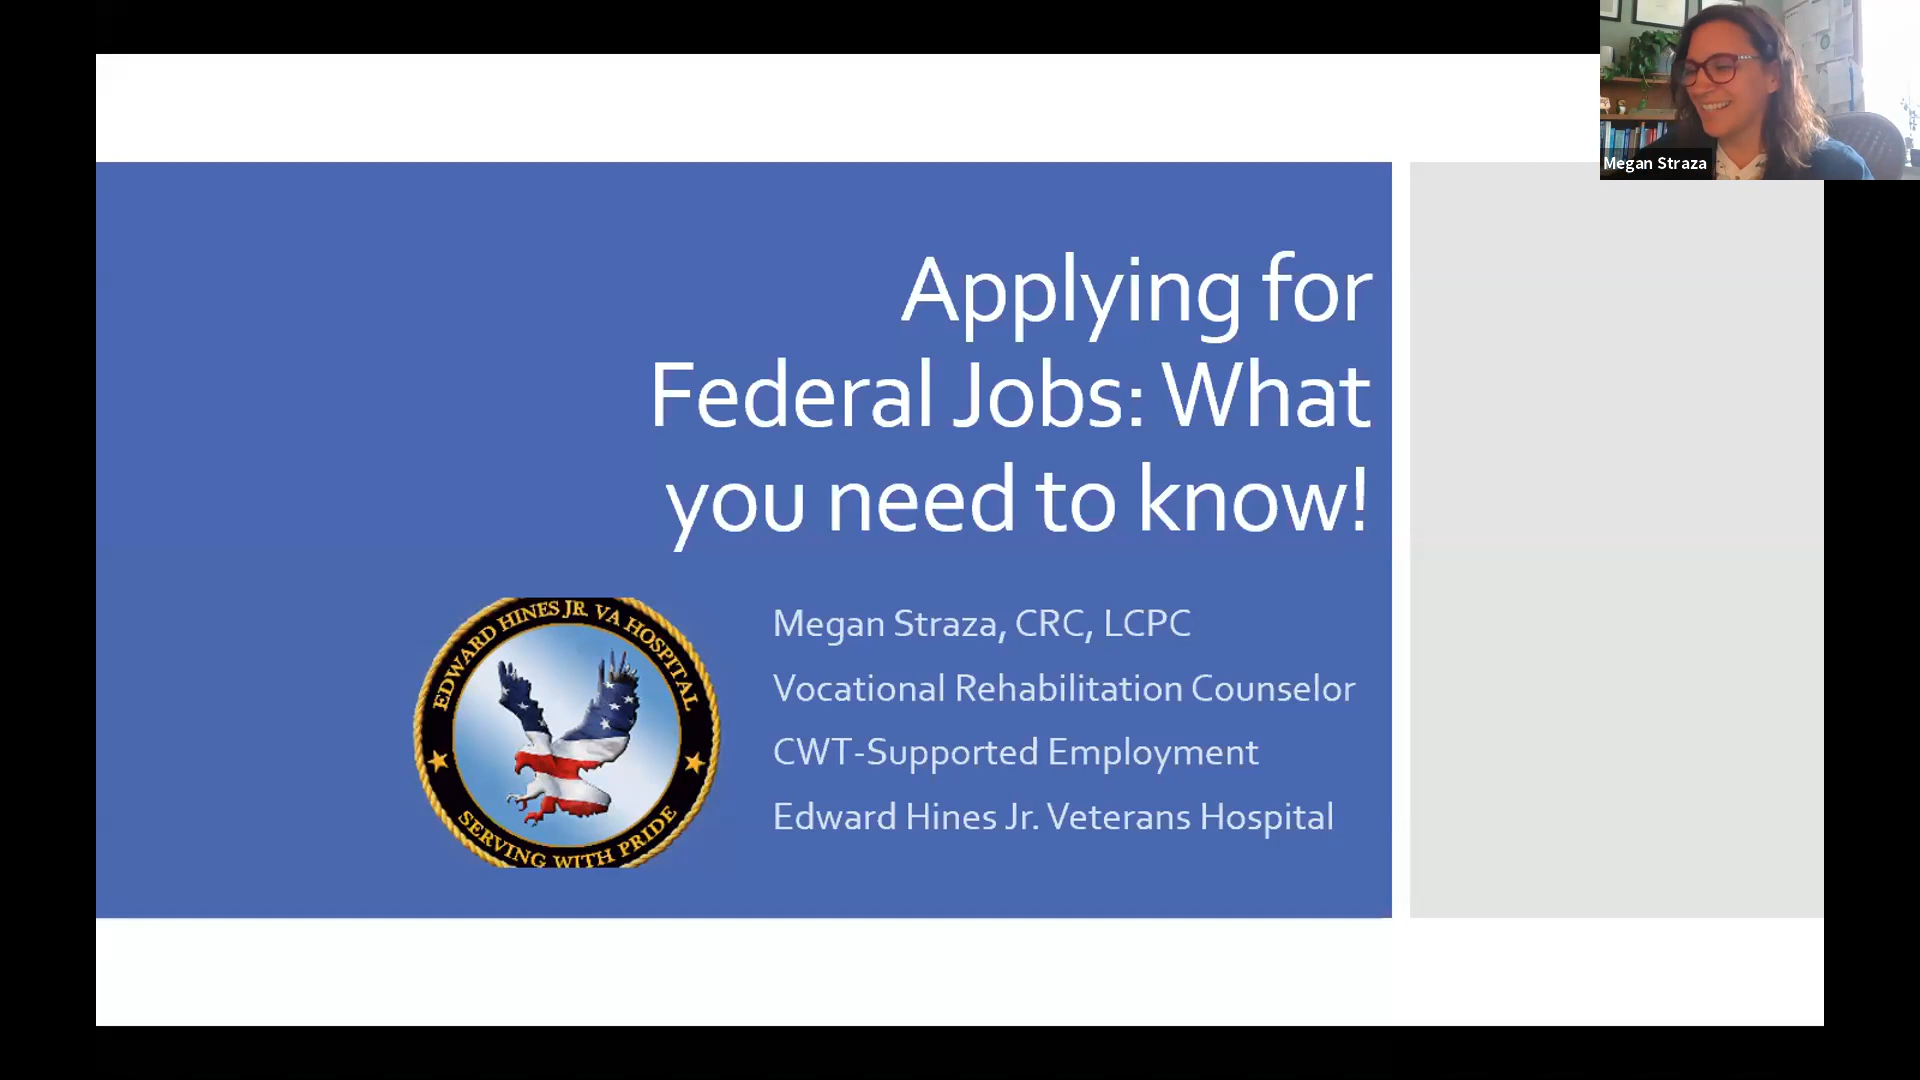 Megan Straza
Applying for
Federal Jobs: What
you need to know!
EDWARD HINES JR. VA HOSPITAL
SERVING WITH PRIDE
Megan Straza, CRC, LCPC
Vocational Rehabilitation Counselor
CWT-Supported Employment
Edward Hines Jr. Veterans Hospital